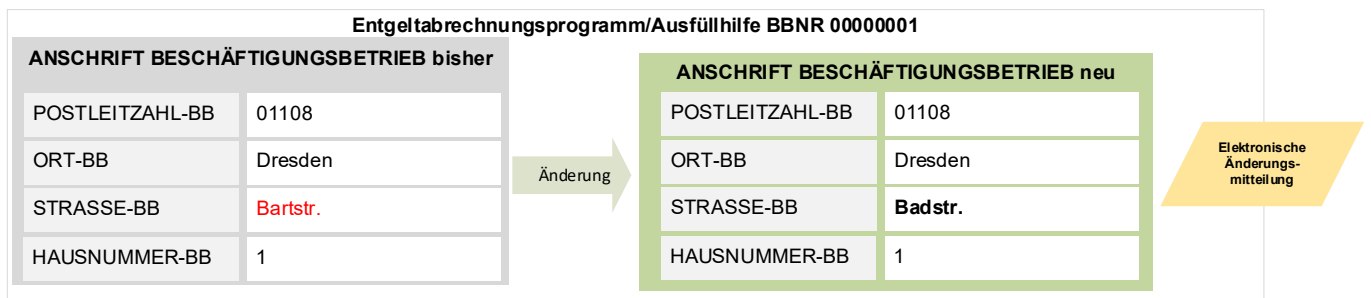 Entgeltabrechnungsprogramm/Ausfüllhilfe BBNR 00000001
ANSCHRIFT BESCHÄFTIGUNGSBETRIEB bisher
POSTLEITZAHL-BB 01108
ORT-BB Dresden
STRASSE-BB Bartstr.
HAUSNUMMER-BB 1
Änderung
ANSCHRIFT BESCHÄFTIGUNGSBETRIEB neu
POSTLEITZAHL-BB 01108
ORT-BB Dresden
STRASSE-BB Badstr.
HAUSNUMMER-BB 1
Elektronische
Änderungs-
mitteilung